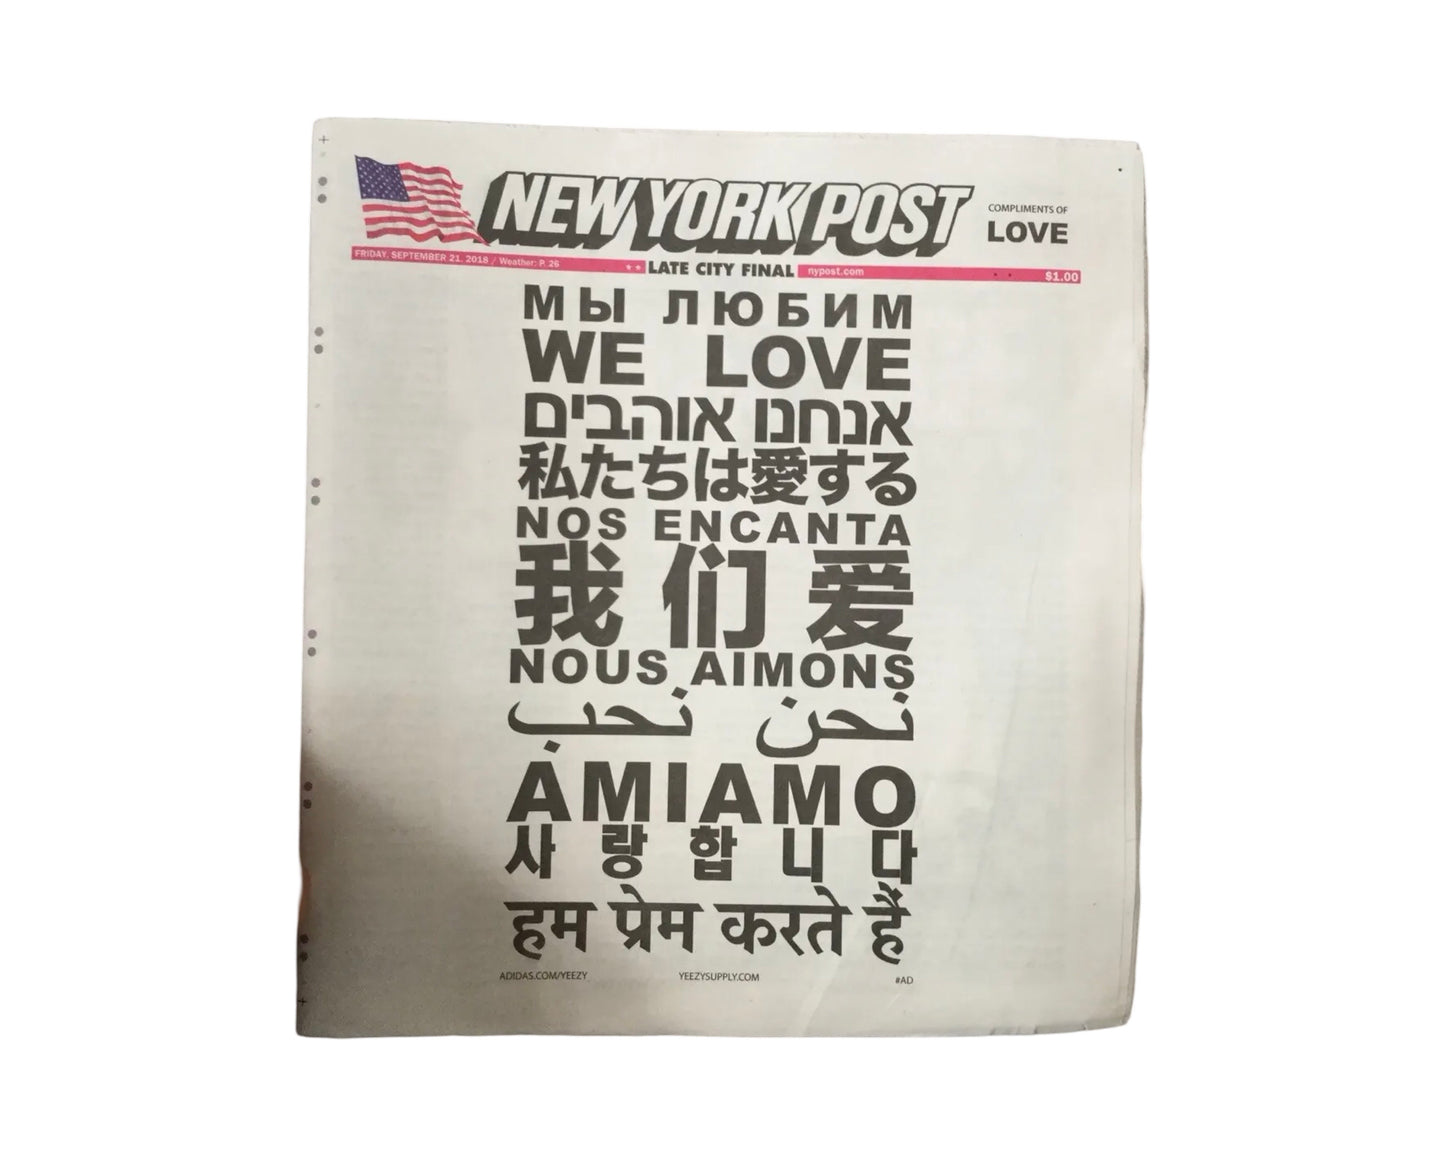 NEW YORK POST
COMPLIMENTS OF
LOVE
FRIDAY, SEPTEMBER 21, 2018 / Weather: P. 26
★★ LATE CITY FINAL
nypost.com
$1.00
МЫ ЛЮБИМ
WE LOVE
אנחנו אוהבים
私たちは愛する
NOS ENCANTA
我们爱
NOUS AIMONS
نحن نحب
AMIAMO
사랑합니다
हम प्रेम करते हैं
ADIDAS.COM/YEEZY
YEEZYSUPPLY.COM
#AD